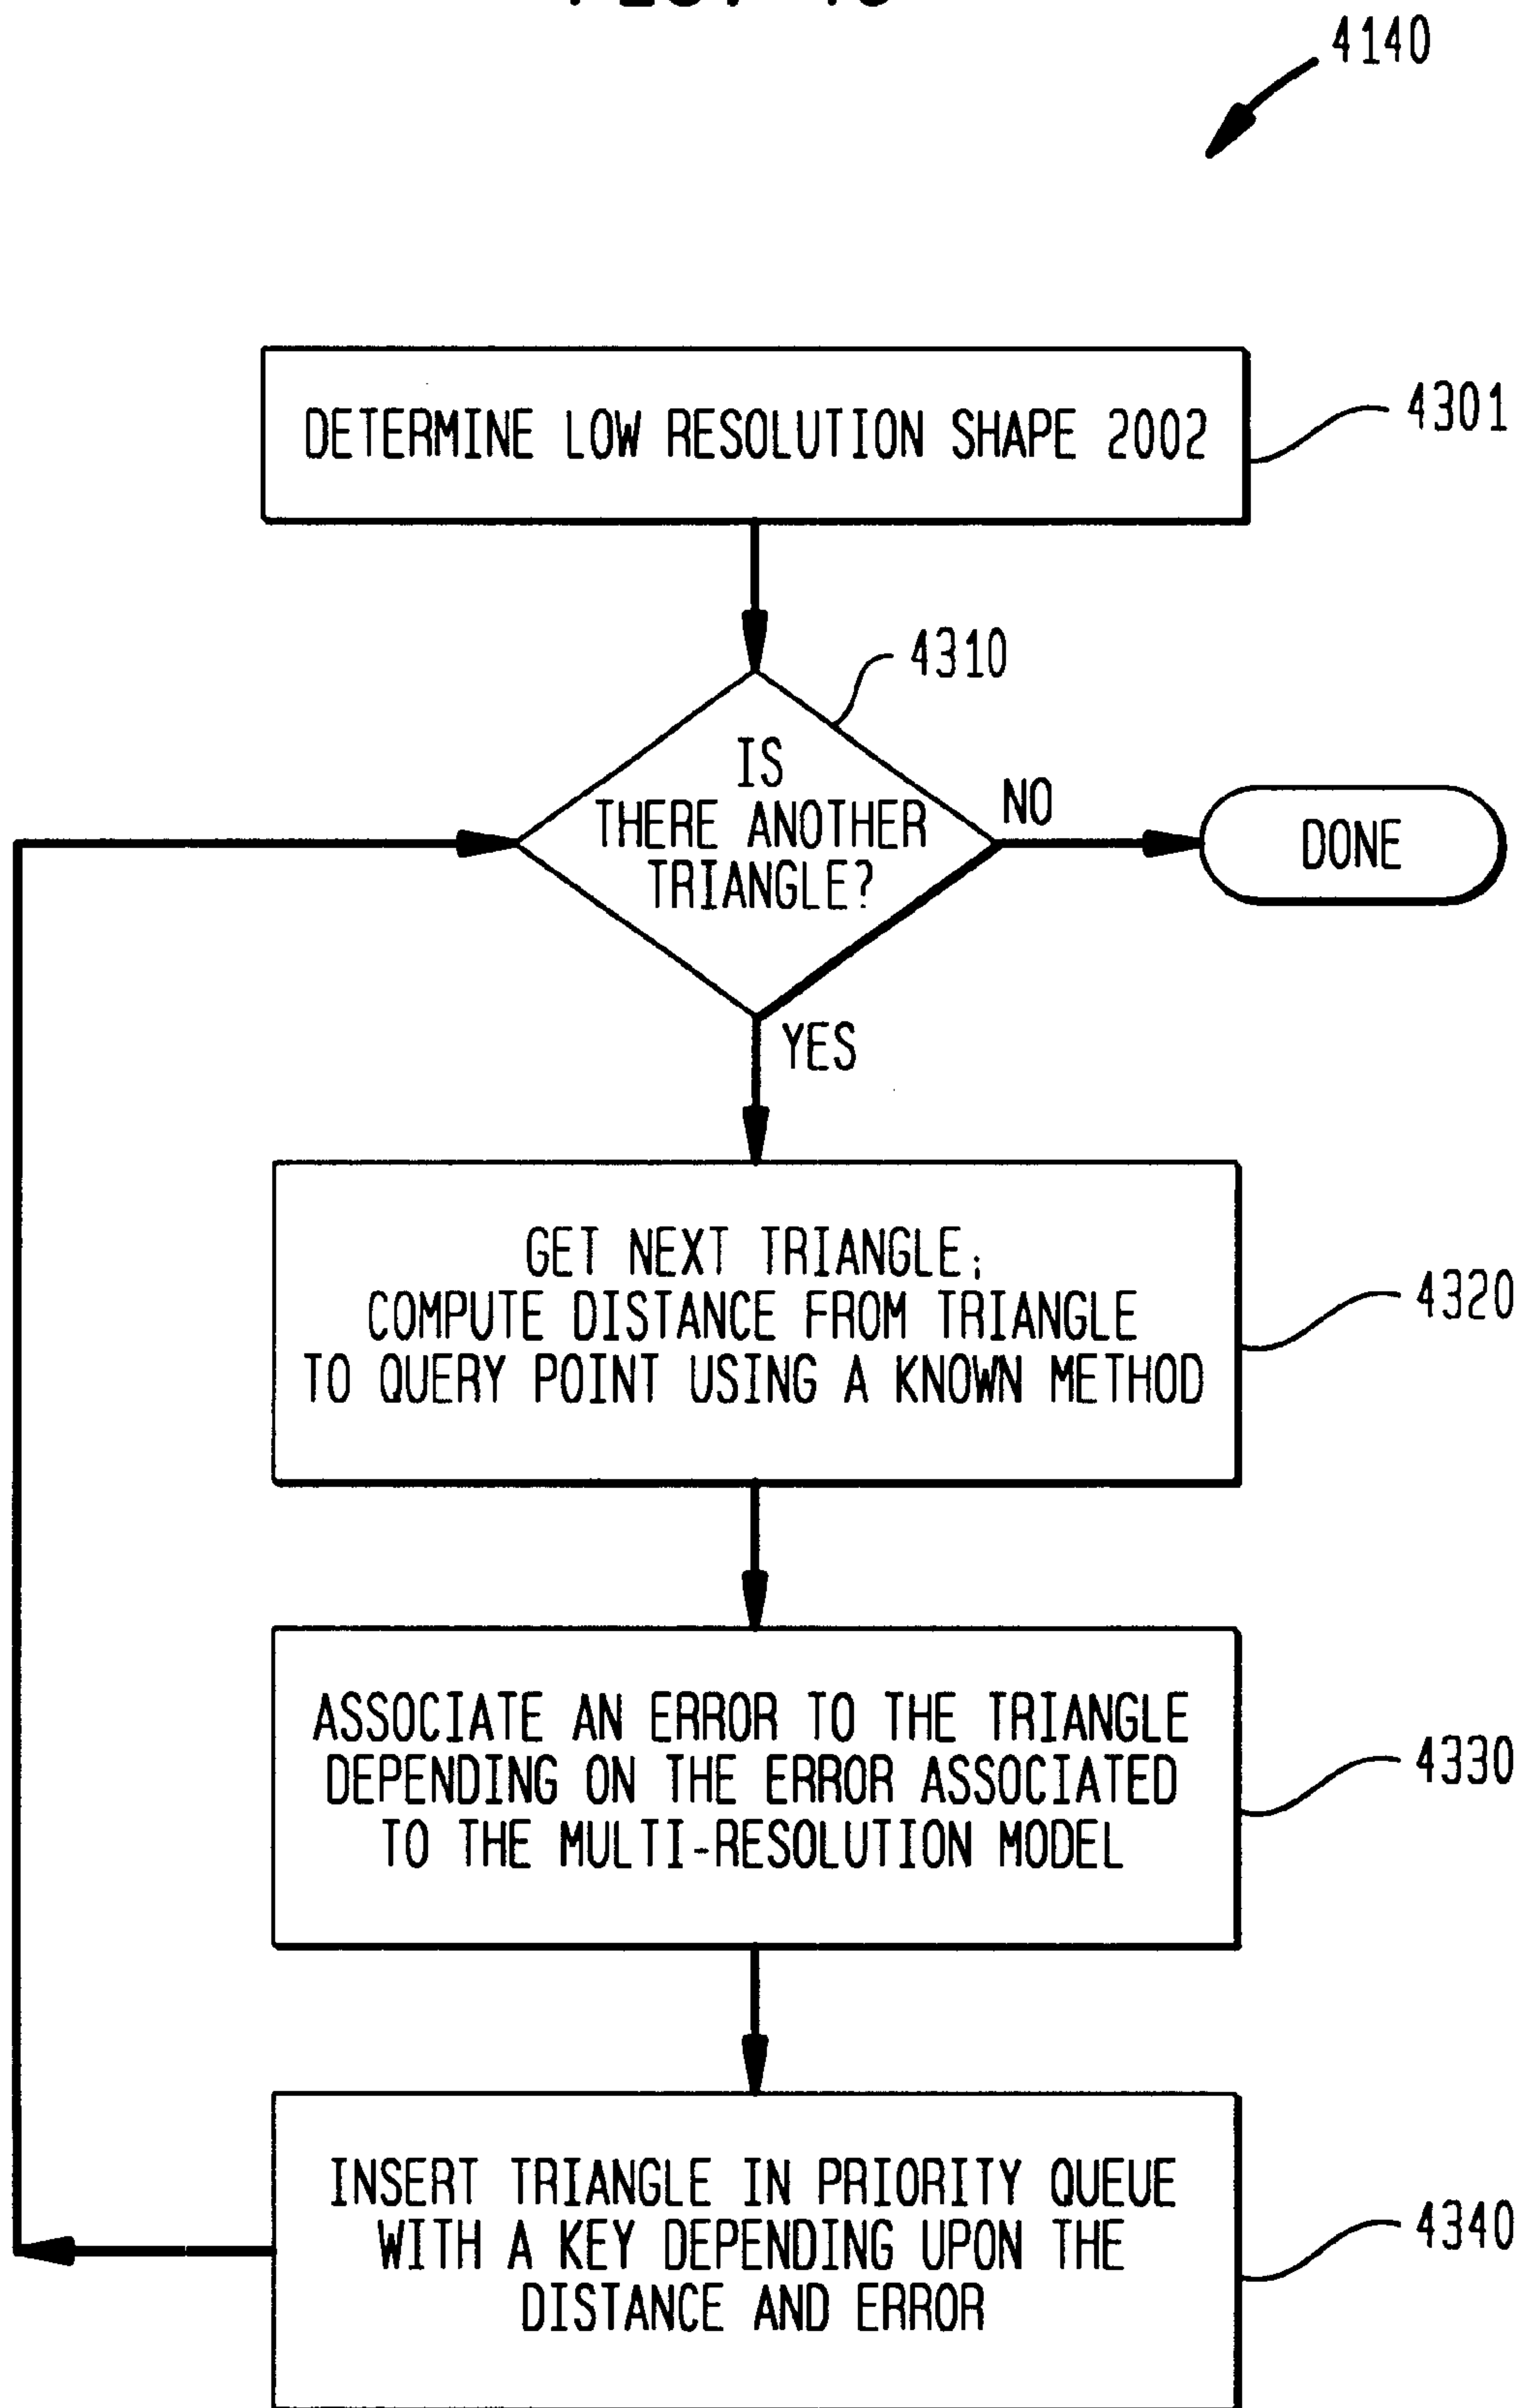 4140
DETERMINE LOW RESOLUTION SHAPE 2002
4301
4310
IS
THERE ANOTHER
TRIANGLE?
NO
DONE
YES
GET NEXT TRIANGLE;
COMPUTE DISTANCE FROM TRIANGLE
TO QUERY POINT USING A KNOWN METHOD
4320
ASSOCIATE AN ERROR TO THE TRIANGLE
DEPENDING ON THE ERROR ASSOCIATED
TO THE MULTI-RESOLUTION MODEL
4330
INSERT TRIANGLE IN PRIORITY QUEUE
WITH A KEY DEPENDING UPON THE
DISTANCE AND ERROR
4340